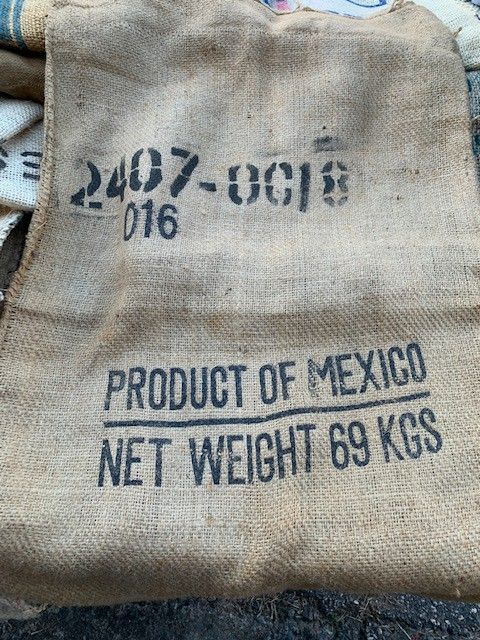 2407-0018
016
PRODUCT OF MEXICO
NET WEIGHT 69 KGS